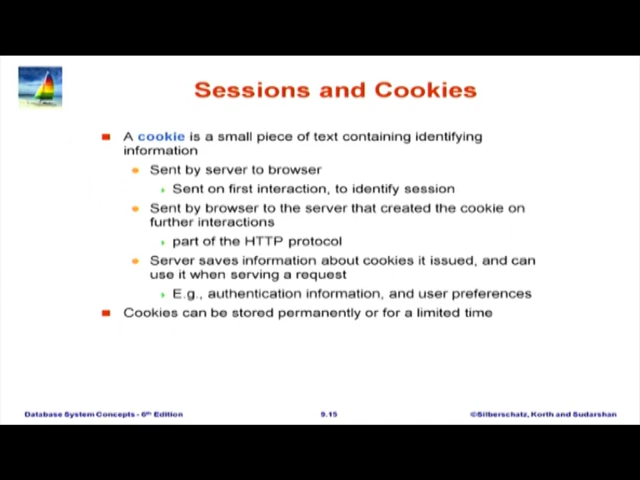 Sessions and Cookies
A cookie is a small piece of text containing identifying
information
Sent by server to browser
Sent on first interaction, to identify session
Sent by browser to the server that created the cookie on
further interactions
part of the HTTP protocol
Server saves information about cookies it issued, and can
use it when serving a request
E.g., authentication information, and user preferences
Cookies can be stored permanently or for a limited time
Database System Concepts - 6th Edition
9.15
©Silberschatz, Korth and Sudarshan